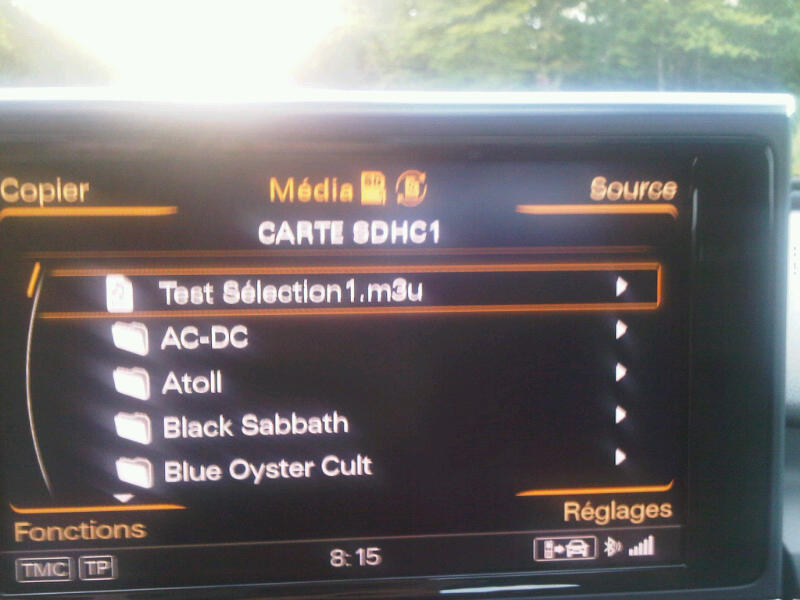 Copier Média SD Source
CARTE SDHC1
Test Sélection1.m3u
AC-DC
Atoll
Black Sabbath
Blue Oyster Cult
Fonctions Réglages
TMC TP 8:15